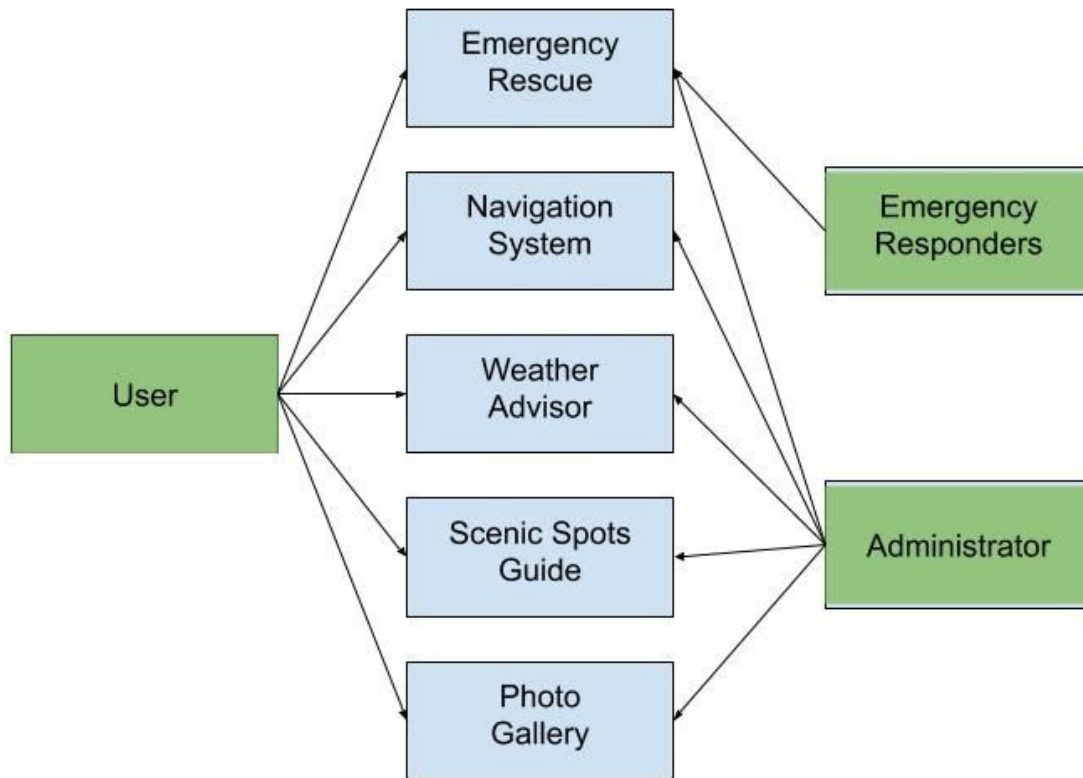 Emergency
Rescue
Navigation
System
Emergency
Responders
User
Weather
Advisor
Scenic Spots
Guide
Administrator
Photo
Gallery